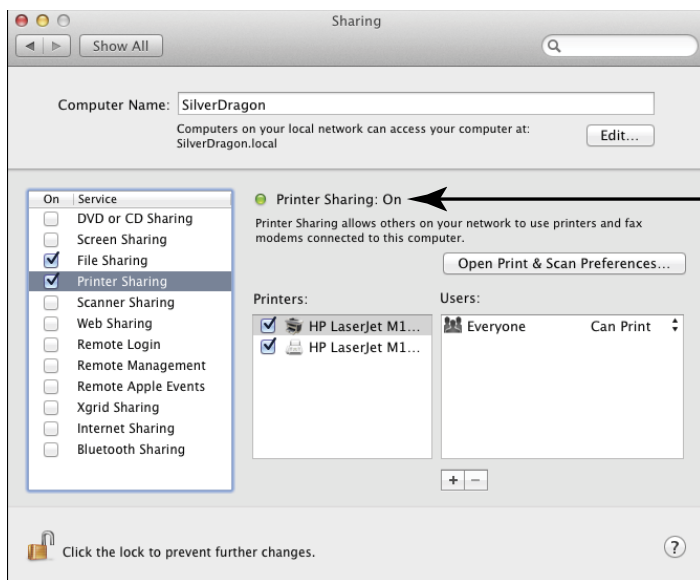 Sharing
Show All
Computer Name: SilverDragon
Computers on your local network can access your computer at:
SilverDragon.local
Edit...
On Service
DVD or CD Sharing
Screen Sharing
File Sharing
Printer Sharing
Scanner Sharing
Web Sharing
Remote Login
Remote Management
Remote Apple Events
Xgrid Sharing
Internet Sharing
Bluetooth Sharing
Printer Sharing: On
Printer Sharing allows others on your network to use printers and fax
modems connected to this computer.
Open Print & Scan Preferences...
Printers:
HP LaserJet M1...
HP LaserJet M1...
Users:
Everyone Can Print
+ −
Click the lock to prevent further changes.
?